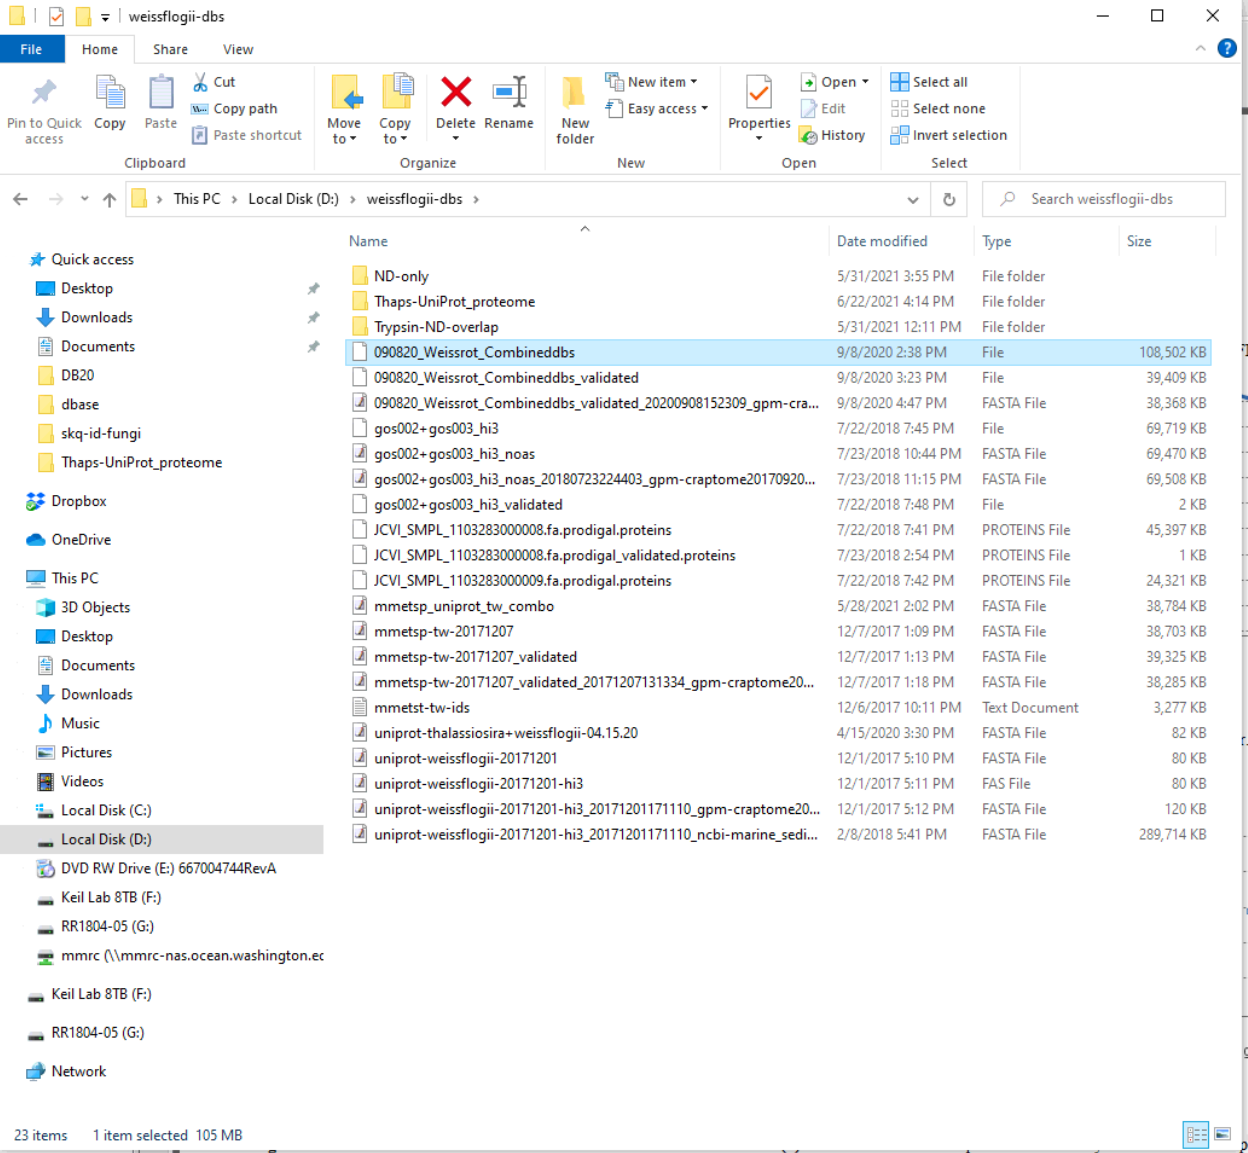 weissflogii-dbs
File Home Share View
Pin to Quick access
Copy
Paste
Cut
Copy path
Paste shortcut
Clipboard
Move to
Copy to
Delete
Rename
Organize
New folder
New item
Easy access
New
Properties
Open
Edit
History
Open
Select all
Select none
Invert selection
Select
This PC > Local Disk (D:) > weissflogii-dbs >
Search weissflogii-dbs
Quick access
Desktop
Downloads
Documents
DB20
dbase
skq-id-fungi
Thaps-UniProt_proteome
Dropbox
OneDrive
This PC
3D Objects
Desktop
Documents
Downloads
Music
Pictures
Videos
Local Disk (C:)
Local Disk (D:)
DVD RW Drive (E:) 667004744RevA
Keil Lab 8TB (F:)
RR1804-05 (G:)
mmrc (\\mmrc-nas.ocean.washington.ec
Keil Lab 8TB (F:)
RR1804-05 (G:)
Network
Name Date modified Type Size
ND-only 5/31/2021 3:55 PM File folder
Thaps-UniProt_proteome 6/22/2021 4:14 PM File folder
Trypsin-ND-overlap 5/31/2021 12:11 PM File folder
090820_Weissrot_Combineddbs 9/8/2020 2:38 PM File 108,502 KB
090820_Weissrot_Combineddbs_validated 9/8/2020 3:23 PM File 39,409 KB
090820_Weissrot_Combineddbs_validated_20200908152309_gpm-cra... 9/8/2020 4:47 PM FASTA File 38,368 KB
gos002+gos003_hi3 7/22/2018 7:45 PM File 69,719 KB
gos002+gos003_hi3_noas 7/23/2018 10:44 PM FASTA File 69,470 KB
gos002+gos003_hi3_noas_20180723224403_gpm-craptome20170920... 7/23/2018 11:15 PM FASTA File 69,508 KB
gos002+gos003_hi3_validated 7/22/2018 7:48 PM File 2 KB
JCVI_SMPL_1103283000008.fa.prodigal.proteins 7/22/2018 7:41 PM PROTEINS File 45,397 KB
JCVI_SMPL_1103283000008.fa.prodigal_validated.proteins 7/23/2018 2:54 PM PROTEINS File 1 KB
JCVI_SMPL_1103283000009.fa.prodigal.proteins 7/22/2018 7:42 PM PROTEINS File 24,321 KB
mmetsp_uniprot_tw_combo 5/28/2021 2:02 PM FASTA File 38,784 KB
mmetsp-tw-20171207 12/7/2017 1:09 PM FASTA File 38,703 KB
mmetsp-tw-20171207_validated 12/7/2017 1:13 PM FASTA File 39,325 KB
mmetsp-tw-20171207_validated_20171207131334_gpm-craptome20... 12/7/2017 1:18 PM FASTA File 38,285 KB
mmetst-tw-ids 12/6/2017 10:11 PM Text Document 3,277 KB
uniprot-thalassiosira+weissflogii-04.15.20 4/15/2020 3:30 PM FASTA File 82 KB
uniprot-weissflogii-20171201 12/1/2017 5:10 PM FASTA File 80 KB
uniprot-weissflogii-20171201-hi3 12/1/2017 5:11 PM FAS File 80 KB
uniprot-weissflogii-20171201-hi3_20171201171110_gpm-craptome20... 12/1/2017 5:12 PM FASTA File 120 KB
uniprot-weissflogii-20171201-hi3_20171201171110_ncbi-marine_sedi... 2/8/2018 5:41 PM FASTA File 289,714 KB
23 items 1 item selected 105 MB